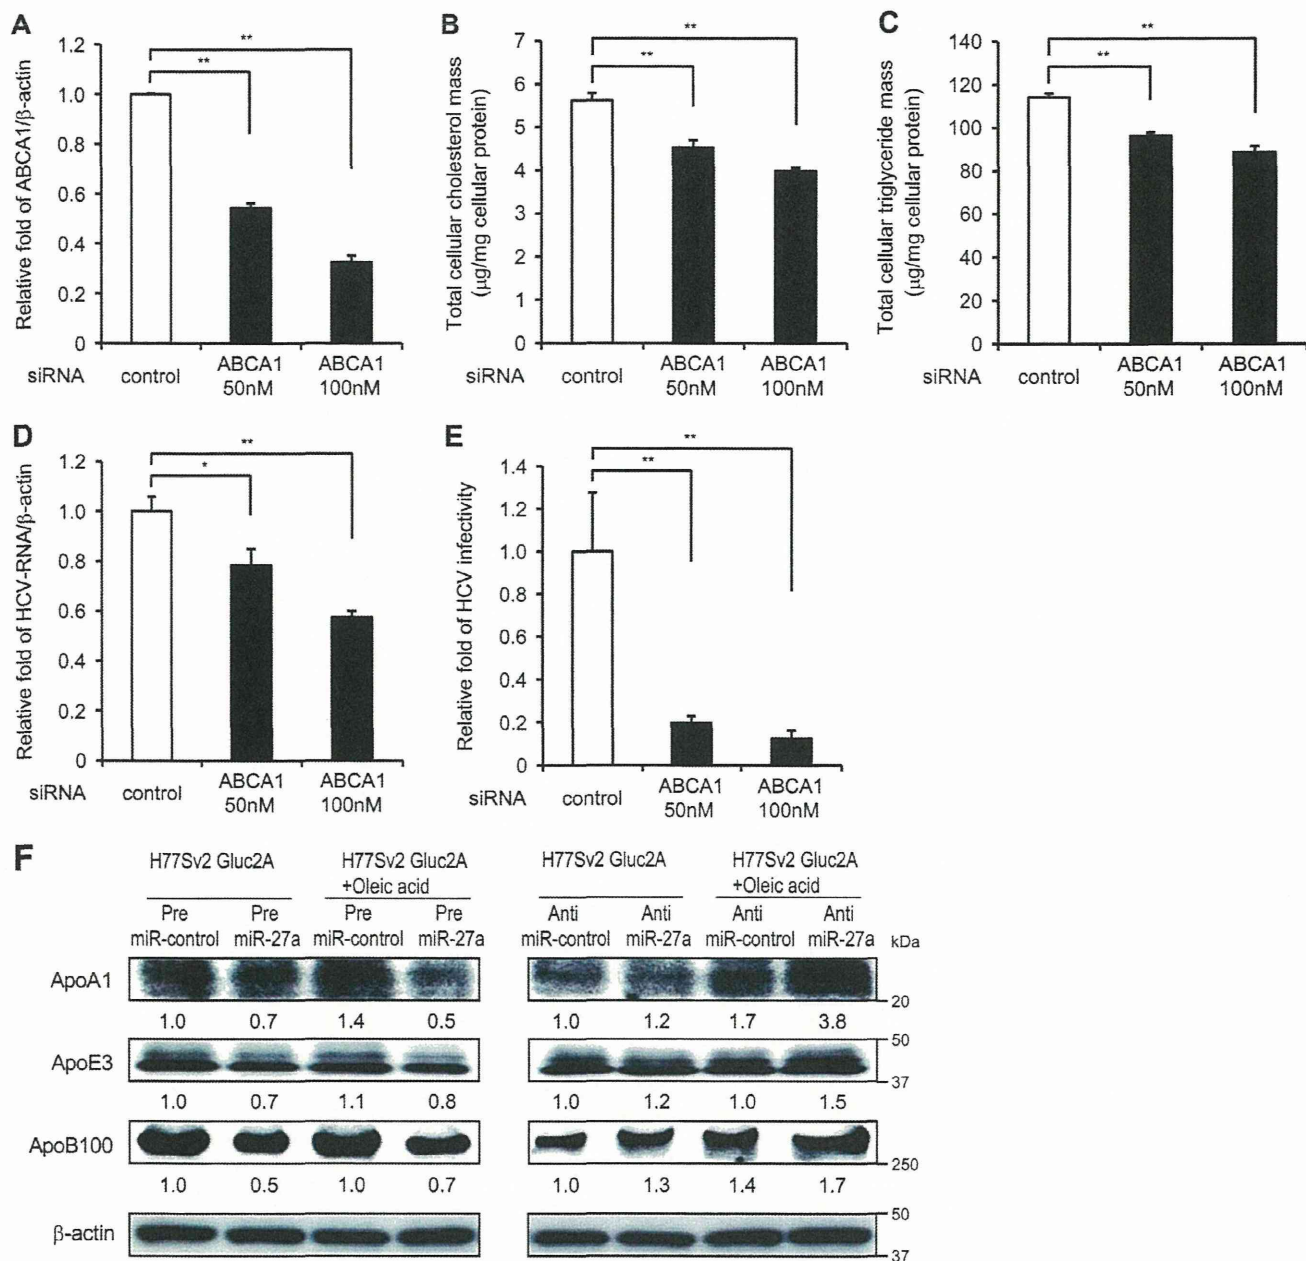 A
Relative fold of ABCA1/β-actin
1.2
1.0
0.8
0.6
0.4
0.2
0
**
**
siRNA
control
ABCA1
50nM
ABCA1
100nM
B
Total cellular cholesterol mass
(µg/mg cellular protein)
7
6
5
4
3
2
1
0
**
**
siRNA
control
ABCA1
50nM
ABCA1
100nM
C
Total cellular triglyceride mass
(µg/mg cellular protein)
140
120
100
80
60
40
20
0
**
**
siRNA
control
ABCA1
50nM
ABCA1
100nM
D
Relative fold of HCV-RNA/β-actin
1.2
1.0
0.8
0.6
0.4
0.2
0
**
*
siRNA
control
ABCA1
50nM
ABCA1
100nM
E
Relative fold of HCV infectivity
1.4
1.2
1.0
0.8
0.6
0.4
0.2
0
**
**
siRNA
control
ABCA1
50nM
ABCA1
100nM
F
H77Sv2 Gluc2A H77Sv2 Gluc2A H77Sv2 Gluc2A H77Sv2 Gluc2A
+Oleic acid +Oleic acid
Pre Pre Pre Pre Anti Anti Anti Anti
miR-control miR-27a miR-control miR-27a miR-control miR-27a miR-control miR-27a kDa
ApoA1
20
1.0 0.7 1.4 0.5 1.0 1.2 1.7 3.8
50
ApoE3
37
1.0 0.7 1.1 0.8 1.0 1.2 1.0 1.5
ApoB100
250
1.0 0.5 1.0 0.7 1.0 1.3 1.4 1.7
50
β-actin
37